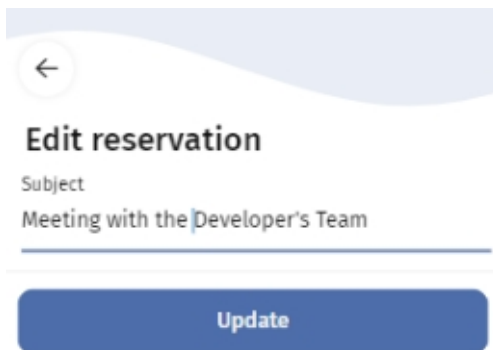 Edit reservation
Subject
Meeting with the Developer's Team
Update